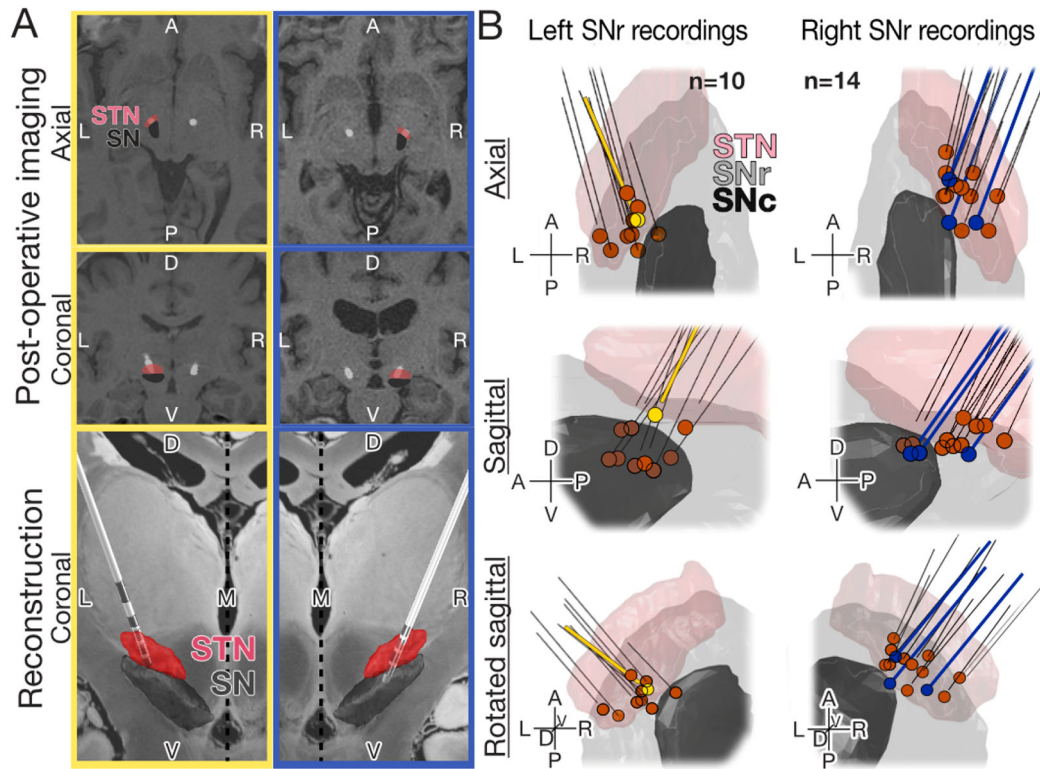 A
Post-operative imaging
Axial
A
L
STN
SN
R
P
A
L
R
P
Coronal
D
L
R
V
D
L
R
V
Reconstruction
Coronal
D
L
M
STN
SN
V
D
M
R
V
B
Left SNr recordings
Right SNr recordings
Axial
n=10
n=14
STN
SNr
SNc
A
L
R
P
A
L
R
P
Sagittal
D
A
P
V
D
A
P
V
Rotated sagittal
A
V
L
R
D
P
A
V
L
R
D
P